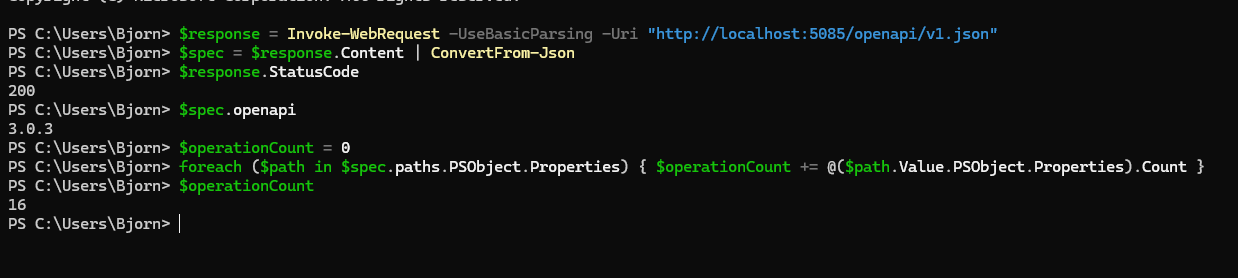 PS C:\Users\Bjorn> $response = Invoke-WebRequest -UseBasicParsing -Uri "http://localhost:5085/openapi/v1.json"
PS C:\Users\Bjorn> $spec = $response.Content | ConvertFrom-Json
PS C:\Users\Bjorn> $response.StatusCode
200
PS C:\Users\Bjorn> $spec.openapi
3.0.3
PS C:\Users\Bjorn> $operationCount = 0
PS C:\Users\Bjorn> foreach ($path in $spec.paths.PSObject.Properties) { $operationCount += @($path.Value.PSObject.Properties).Count }
PS C:\Users\Bjorn> $operationCount
16
PS C:\Users\Bjorn>